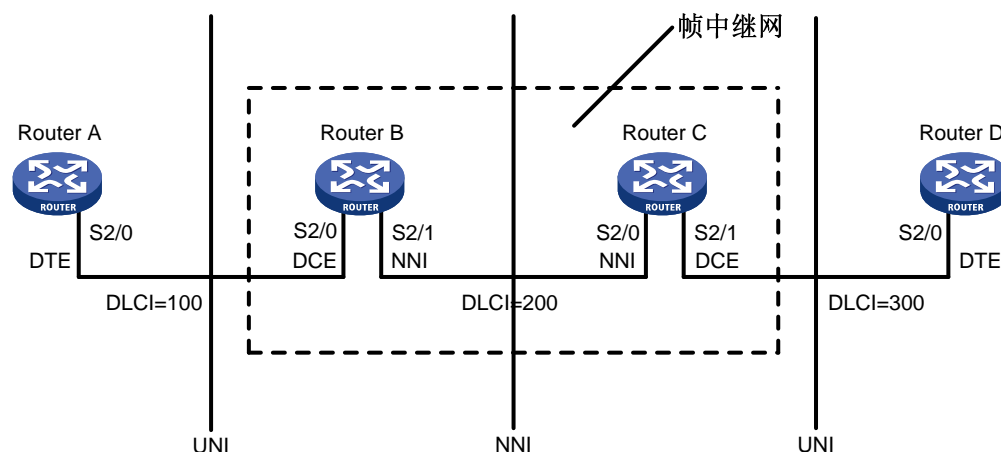 帧中继网
Router A
Router B
Router C
Router D
ROUTER
ROUTER
ROUTER
ROUTER
S2/0
S2/0
S2/1
S2/0
S2/1
S2/0
DTE
DCE
NNI
NNI
DCE
DTE
DLCI=100
DLCI=200
DLCI=300
UNI
NNI
UNI